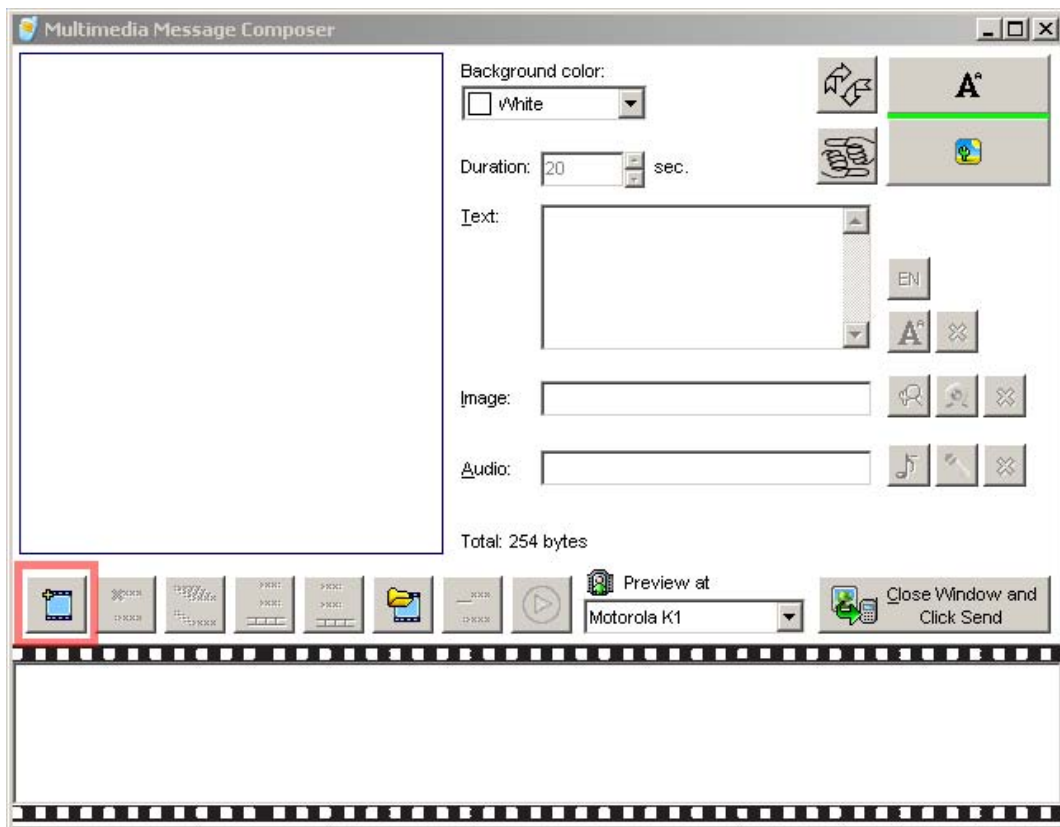 Multimedia Message Composer
Background color:
White
A
Duration: 20 sec.
Text:
EN
A
Image:
Audio:
Total: 254 bytes
Preview at
Motorola K1
Close Window and
Click Send